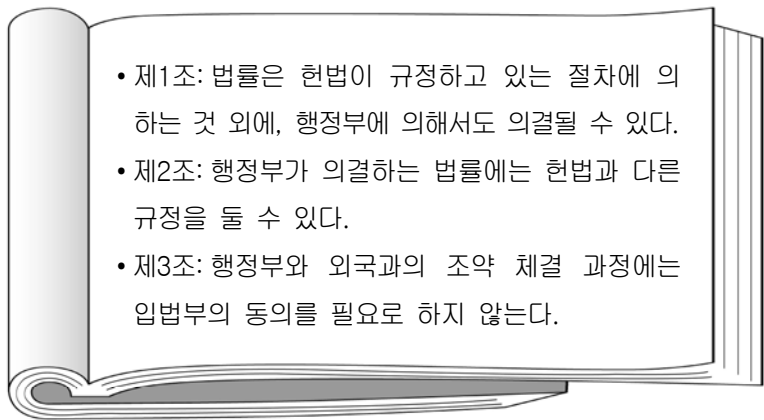 • 제1조: 법률은 헌법이 규정하고 있는 절차에 의
하는 것 외에, 행정부에 의해서도 의결될 수 있다.
• 제2조: 행정부가 의결하는 법률에는 헌법과 다른
규정을 둘 수 있다.
• 제3조: 행정부와 외국과의 조약 체결 과정에는
입법부의 동의를 필요로 하지 않는다.